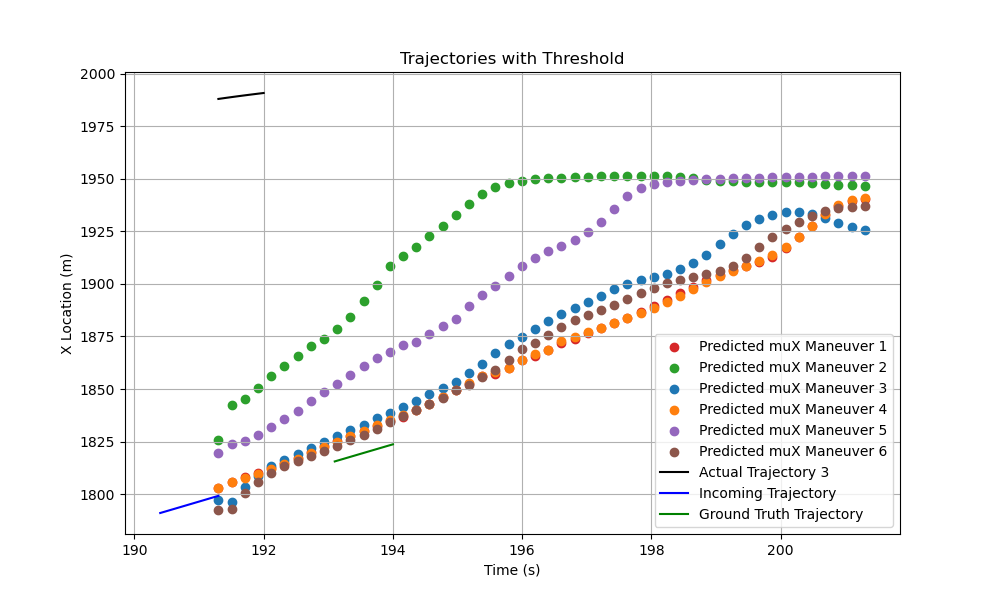 Trajectories with Threshold
X Location (m)
2000
1975
1950
1925
1900
1875
1850
1825
1800
190
192
194
196
198
200
Time (s)
Predicted muX Maneuver 1
Predicted muX Maneuver 2
Predicted muX Maneuver 3
Predicted muX Maneuver 4
Predicted muX Maneuver 5
Predicted muX Maneuver 6
Actual Trajectory 3
Incoming Trajectory
Ground Truth Trajectory